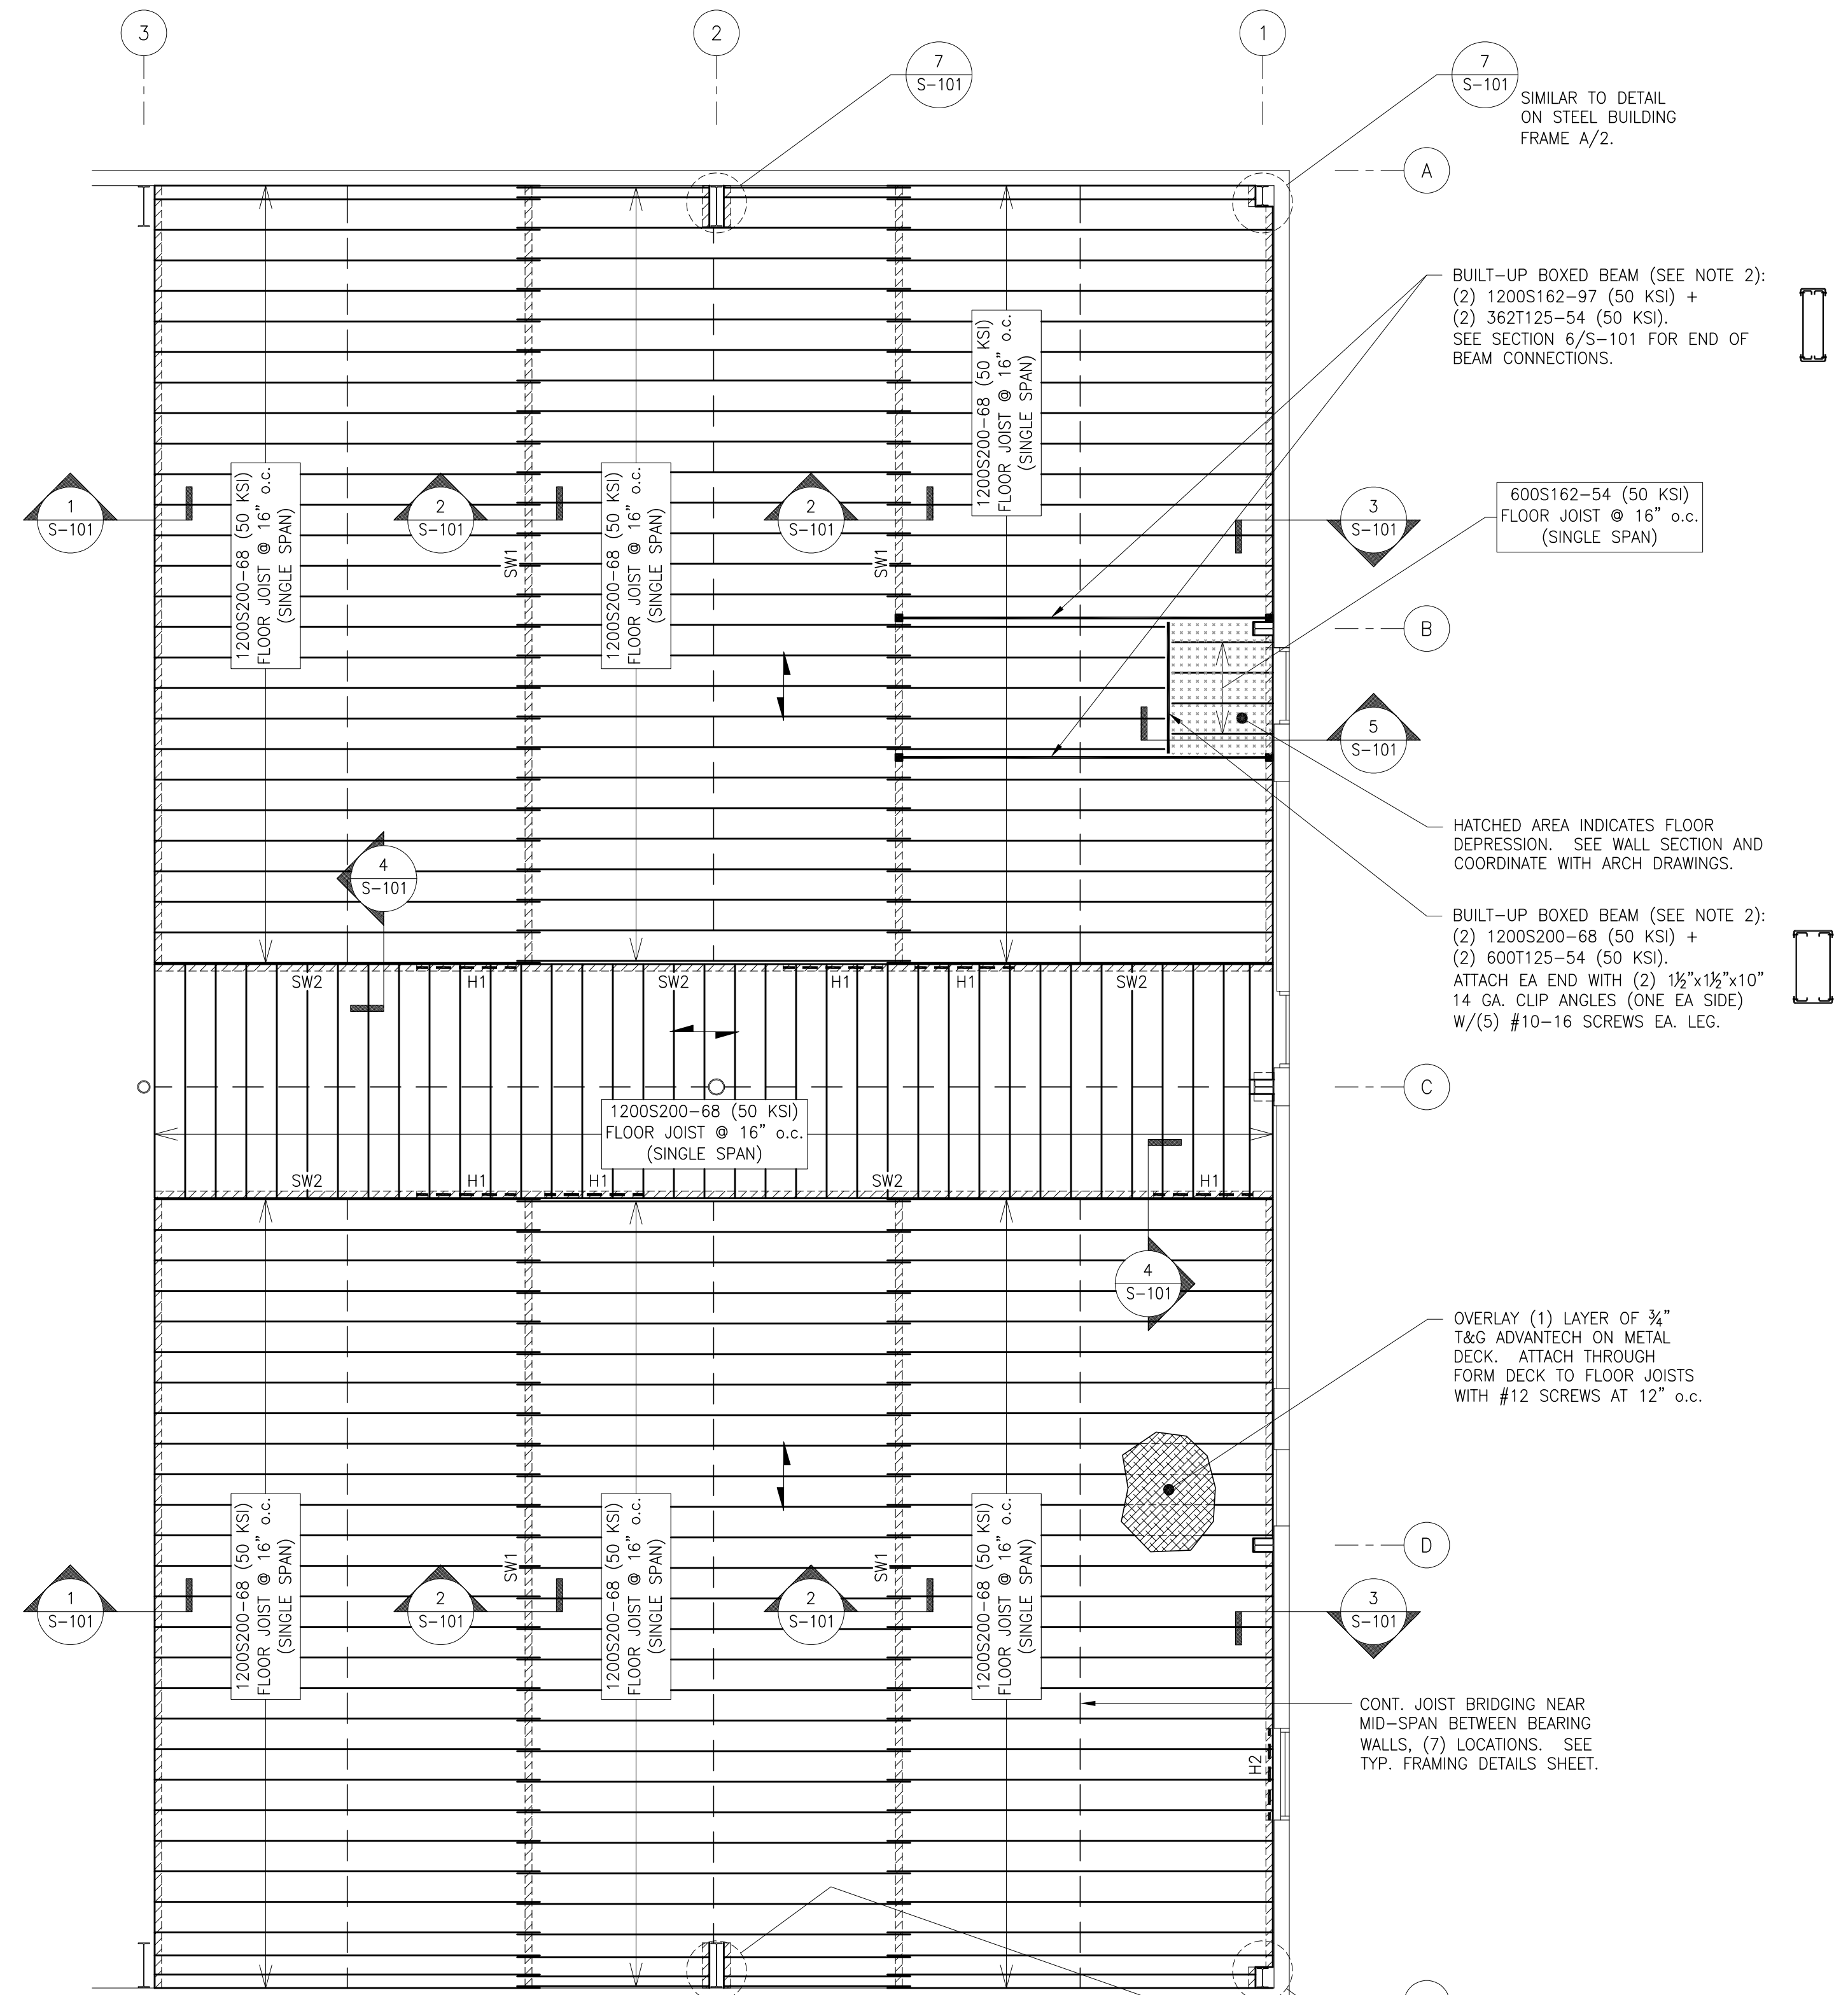 3
2
1
7
S-101
7
S-101
SIMILAR TO DETAIL
ON STEEL BUILDING
FRAME A/2.
A
BUILT-UP BOXED BEAM (SEE NOTE 2):
(2) 1200S162-97 (50 KSI) +
(2) 362T125-54 (50 KSI).
SEE SECTION 6/S-101 FOR END OF
BEAM CONNECTIONS.
1200S200-68 (50 KSI)
FLOOR JOIST @ 16" o.c.
(SINGLE SPAN)
1200S200-68 (50 KSI)
FLOOR JOIST @ 16" o.c.
(SINGLE SPAN)
1200S200-68 (50 KSI)
FLOOR JOIST @ 16" o.c.
(SINGLE SPAN)
1
S-101
2
S-101
2
S-101
3
S-101
600S162-54 (50 KSI)
FLOOR JOIST @ 16" o.c.
(SINGLE SPAN)
SW1
SW1
B
5
S-101
HATCHED AREA INDICATES FLOOR
DEPRESSION. SEE WALL SECTION AND
COORDINATE WITH ARCH DRAWINGS.
4
S-101
BUILT-UP BOXED BEAM (SEE NOTE 2):
(2) 1200S200-68 (50 KSI) +
(2) 600T125-54 (50 KSI).
ATTACH EA END WITH (2) 1½"x1½"x10"
14 GA. CLIP ANGLES (ONE EA SIDE)
W/(5) #10-16 SCREWS EA. LEG.
SW2
H1
SW2
H1
H1
SW2
C
1200S200-68 (50 KSI)
FLOOR JOIST @ 16" o.c.
(SINGLE SPAN)
SW2
H1
H1
SW2
H1
4
S-101
OVERLAY (1) LAYER OF ¾"
T&G ADVANTECH ON METAL
DECK. ATTACH THROUGH
FORM DECK TO FLOOR JOISTS
WITH #12 SCREWS AT 12" o.c.
1200S200-68 (50 KSI)
FLOOR JOIST @ 16" o.c.
(SINGLE SPAN)
1200S200-68 (50 KSI)
FLOOR JOIST @ 16" o.c.
(SINGLE SPAN)
1200S200-68 (50 KSI)
FLOOR JOIST @ 16" o.c.
(SINGLE SPAN)
SW1
SW1
D
1
S-101
2
S-101
2
S-101
3
S-101
CONT. JOIST BRIDGING NEAR
MID-SPAN BETWEEN BEARING
WALLS, (7) LOCATIONS. SEE
TYP. FRAMING DETAILS SHEET.
H2